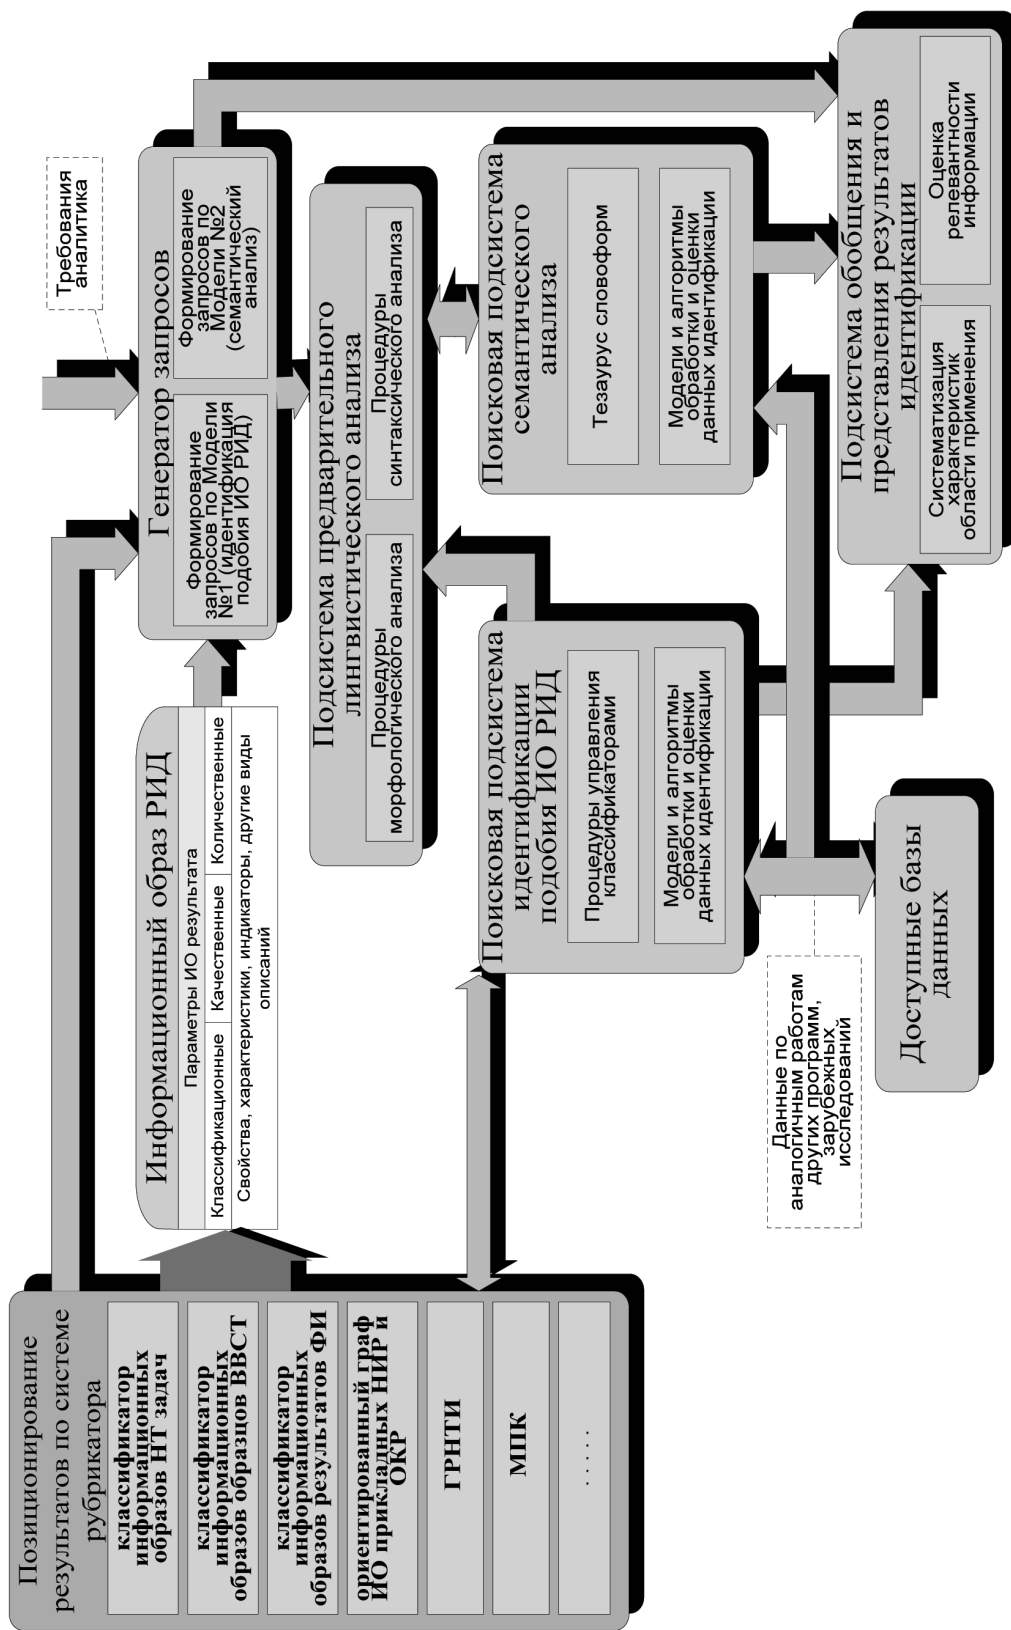 Позиционирование
результатов по системе
рубрикатора
классификатор
информационных
образов НТ задач
классификатор
информационных
образов образцов ВВСТ
классификатор
информационных
образов результатов ФИ
ориентированный граф
ИО прикладных НИР и
ОКР
ГРНТИ
МПК
. . . . .
Информационный образ РИД
Параметры ИО результата
Классификационные
Качественные
Количественные
Свойства, характеристики, индикаторы, другие виды
описаний
Требования
аналитика
Генератор запросов
Формирование
запросов по Модели
№1 (идентификация
подобия ИО РИД)
Формирование
запросов по
Модели №2
(семантический
анализ)
Подсистема предварительного
лингвистического анализа
Процедуры
морфологического анализа
Процедуры
синтаксического анализа
Поисковая подсистема
идентификации
подобия ИО РИД
Процедуры управления
классификаторами
Модели и алгоритмы
обработки и оценки
данных идентификации
Поисковая подсистема
семантического
анализа
Тезаурус словоформ
Модели и алгоритмы
обработки и оценки
данных идентификации
Данные по
аналогичным работам
других программ,
зарубежных
исследований
Доступные базы
данных
Подсистема обобщения и
представления результатов
идентификации
Систематизация
характеристик
области применения
Оценка
релевантности
информации